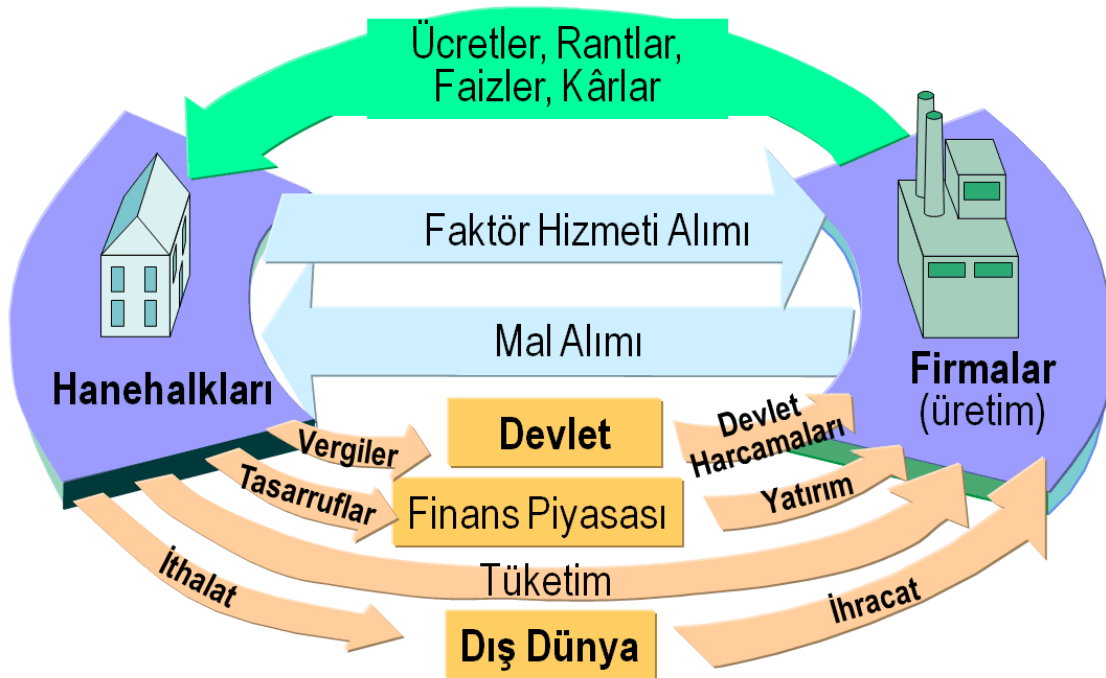 Ücretler, Rantlar,
Faizler, Kârlar
Faktör Hizmeti Alımı
Mal Alımı
Hanehalkları
Firmalar
(üretim)
Vergiler
Devlet
Devlet
Harcamaları
Tasarruflar
Finans Piyasası
Yatırım
Tüketim
İthalat
Dış Dünya
İhracat